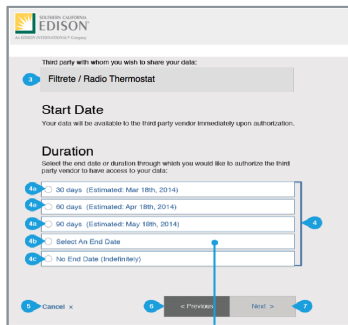 SOUTHERN CALIFORNIA
EDISON
An EDISON INTERNATIONAL Company
Third party with whom you wish to share your data:
3 Filtrete / Radio Thermostat
Start Date
Your data will be available to the third party vendor immediately upon authorization.
Duration
Select the end date or duration through which you would like to authorize the third
party vendor to have access to your data:
4a 30 days (Estimated: Mar 18th, 2014)
4a 60 days (Estimated: Apr 18th, 2014)
4a 90 days (Estimated: May 18th, 2014)
4
4b Select An End Date
4c No End Date (Indefinitely)
5 Cancel x
6 < Previous
Next > 7